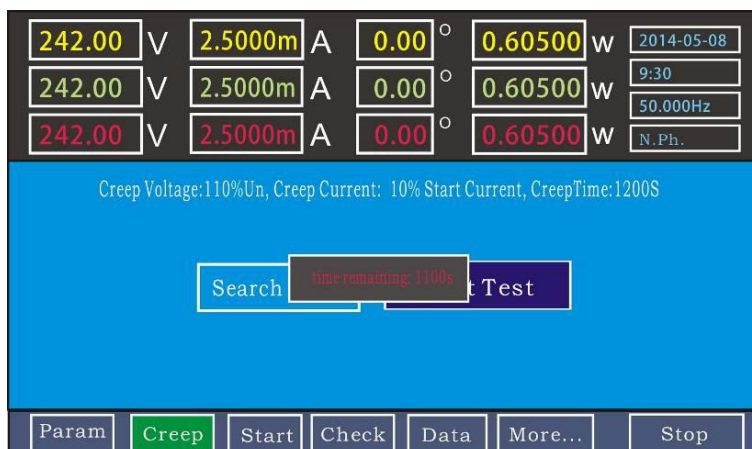 242.00 V 2.5000m A 0.00 ° 0.60500 w 2014-05-08
242.00 V 2.5000m A 0.00 ° 0.60500 w 9:30
50.000Hz
242.00 V 2.5000m A 0.00 ° 0.60500 w N.Ph.
Creep Voltage:110%Un, Creep Current: 10% Start Current, CreepTime:1200S
Search time remaining; 1100s t Test
Param Creep Start Check Data More... Stop